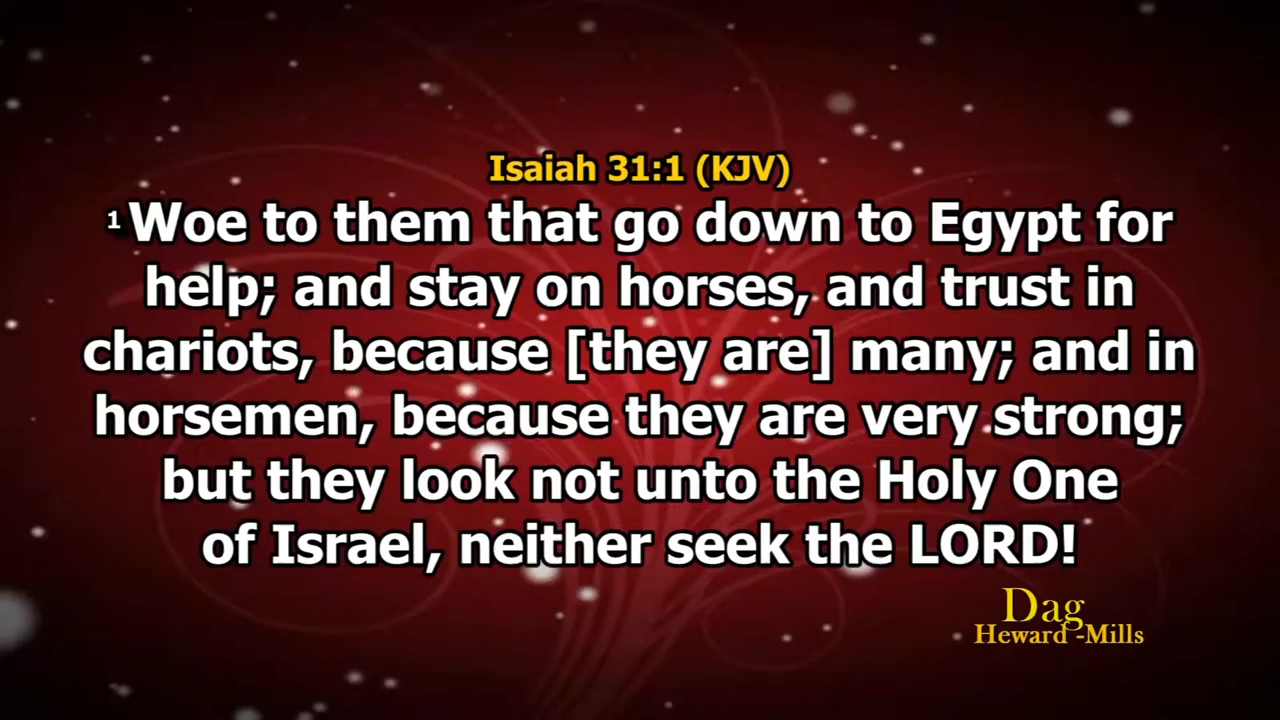 Isaiah 31:1 (KJV)
1 Woe to them that go down to Egypt for
help; and stay on horses, and trust in
chariots, because [they are] many; and in
horsemen, because they are very strong;
but they look not unto the Holy One
of Israel, neither seek the LORD!
Dag
Heward -Mills